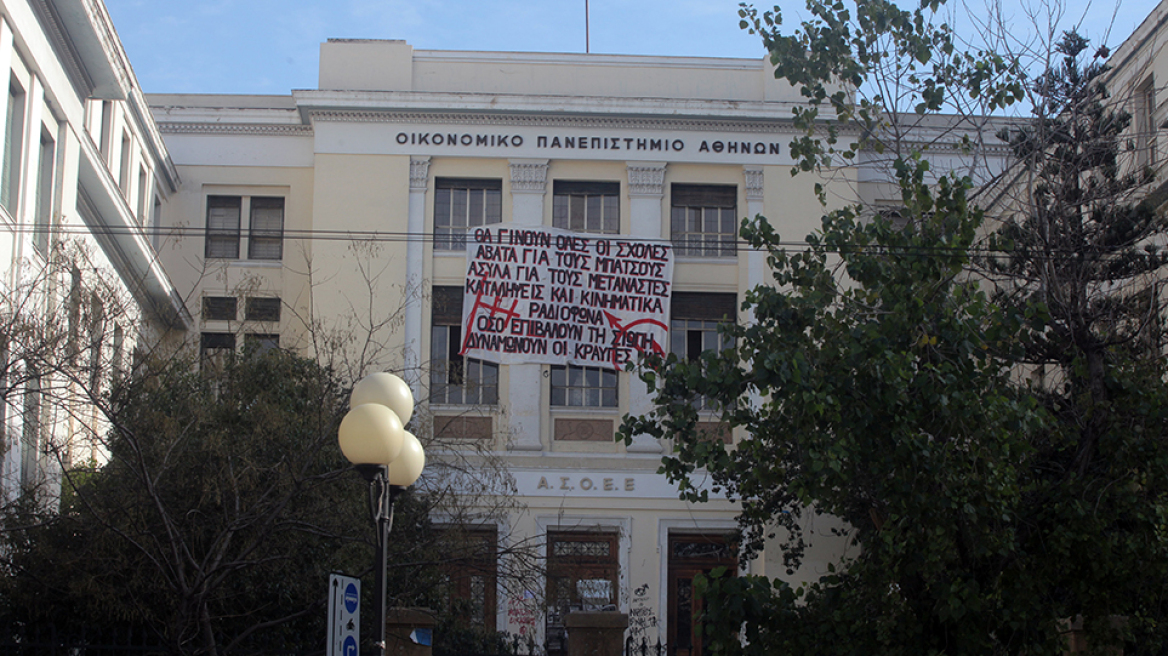 ΟΙΚΟΝΟΜΙΚΟ ΠΑΝΕΠΙΣΤΗΜΙΟ ΑΘΗΝΩΝ
ΘΑ ΓΙΝΟΥΝ ΟΛΕΣ ΟΙ ΣΧΟΛΕΣ
ΑΒΑΤΑ ΓΙΑ ΤΟΥΣ ΜΠΑΤΣΟΥΣ
ΑΣΥΛΑ ΓΙΑ ΤΟΥΣ ΜΕΤΑΝΑΣΤΕΣ
ΚΑΤΑΛΗΨΕΙΣ ΚΑΙ ΚΙΝΗΜΑΤΙΚΑ
ΡΑΔΙΟΦΩΝΑ
ΟΣΟ ΕΠΙΒΑΛΟΥΝ ΤΗ ΣΙΩΠΗ
ΔΥΝΑΜΩΝΟΥΝ ΟΙ ΚΡΑΥΓΕΣ
Α.Σ.Ο.Ε.Ε